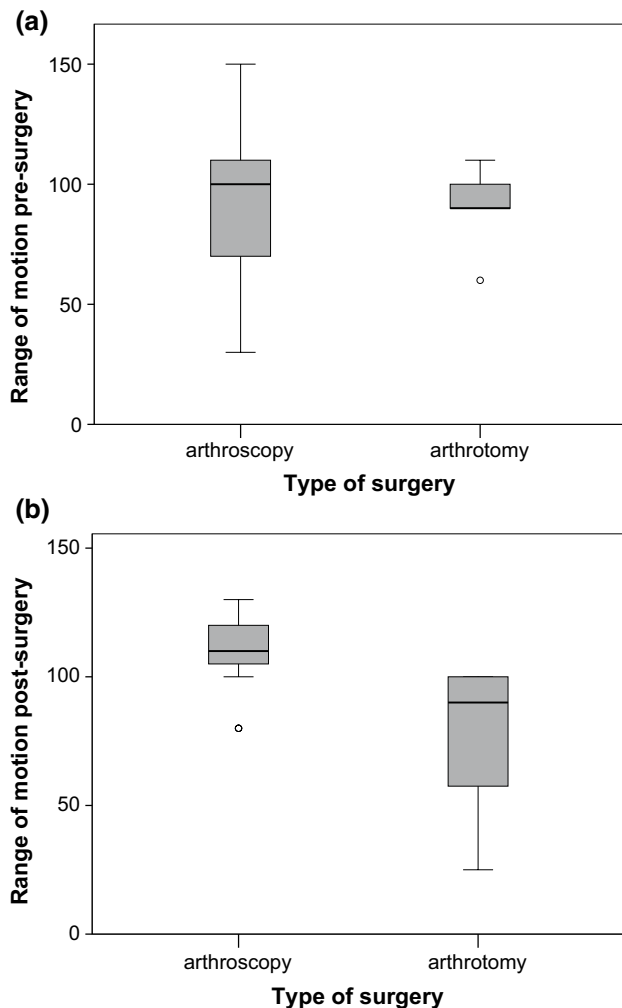 (a)
Range of motion pre-surgery
150
100
50
0
arthroscopy arthrotomy
Type of surgery
(b)
Range of motion post-surgery
150
100
50
0
arthroscopy arthrotomy
Type of surgery